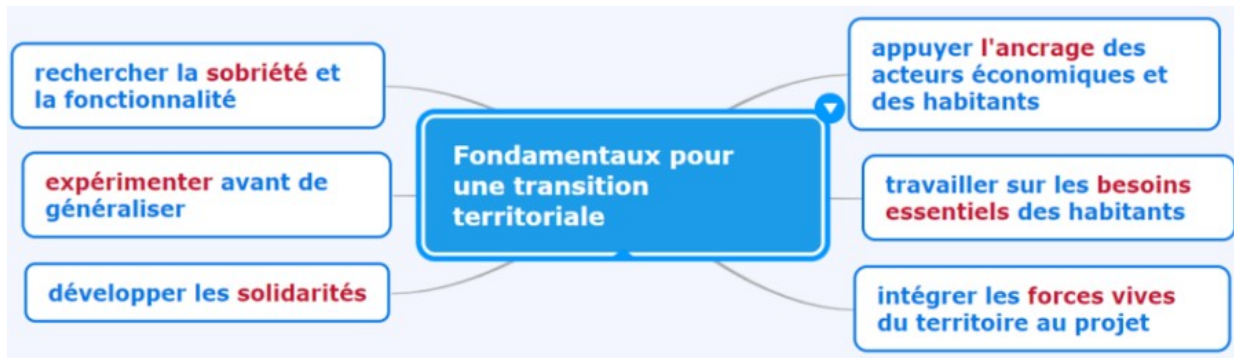 rechercher la sobriété et
la fonctionnalité
expérimenter avant de
généraliser
développer les solidarités
Fondamentaux pour
une transition
territoriale
appuyer l'ancrage des
acteurs économiques et
des habitants
travailler sur les besoins
essentiels des habitants
intégrer les forces vives
du territoire au projet